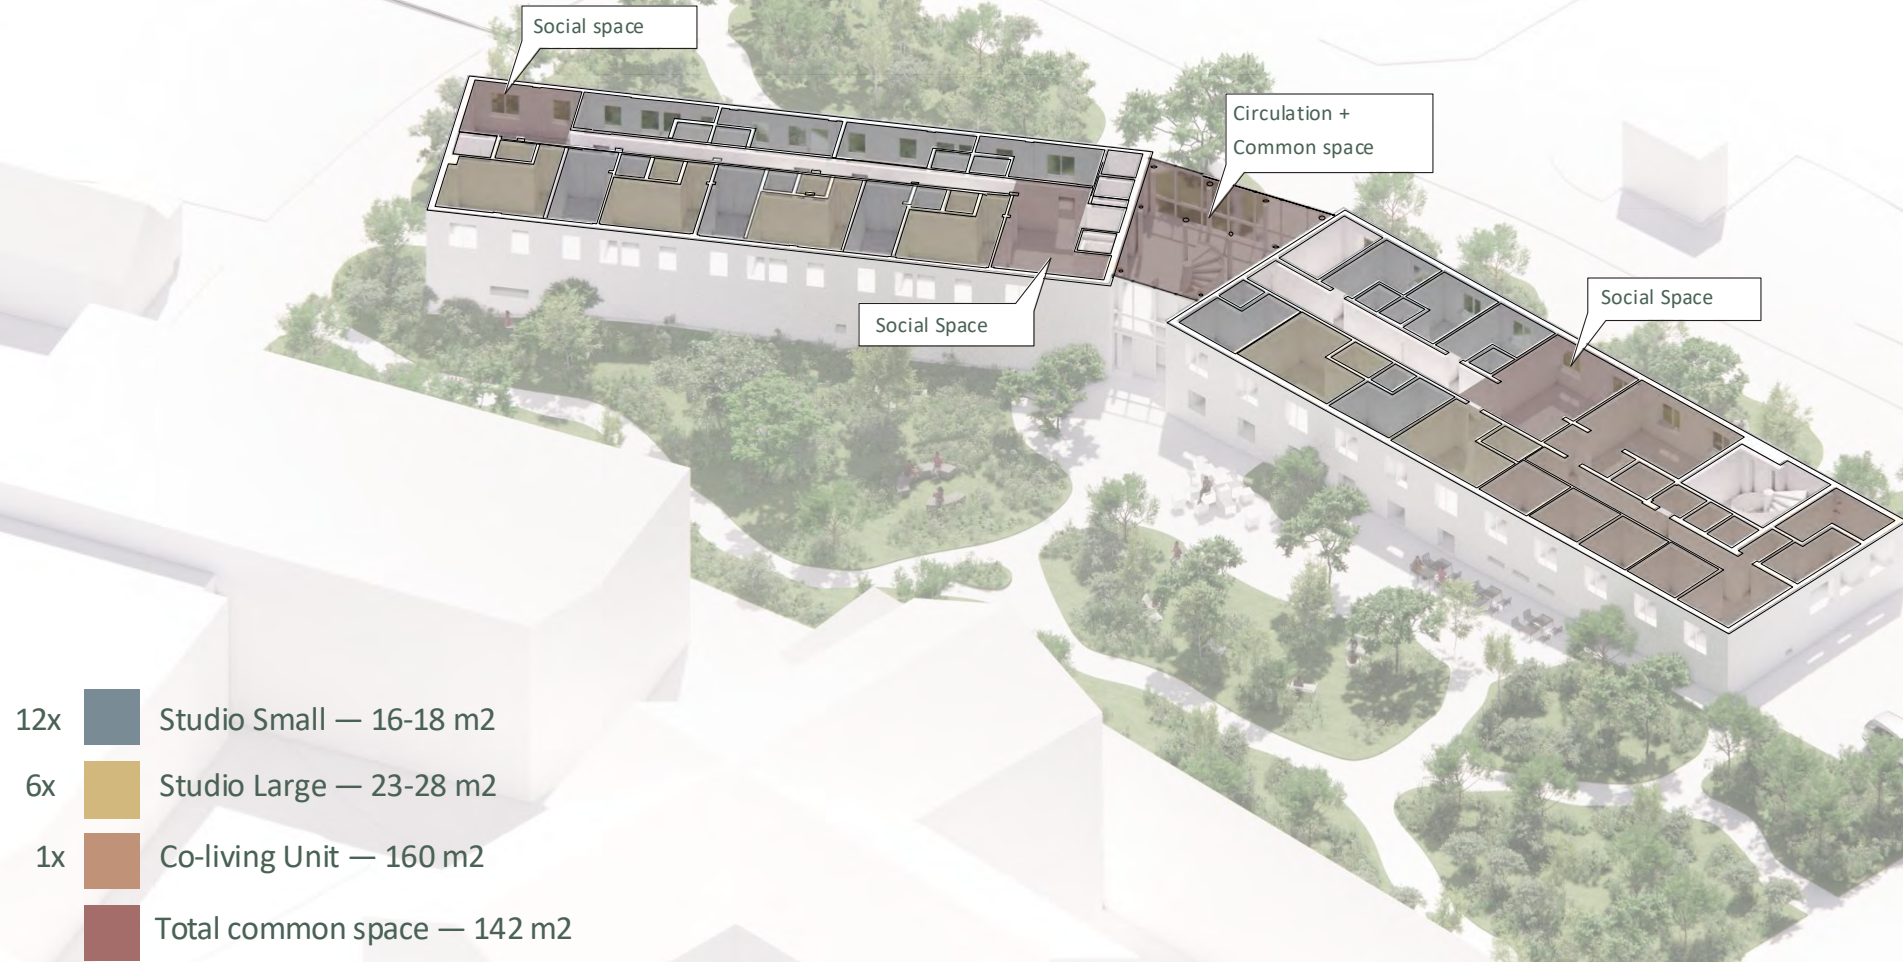 Social space
Circulation +
Common space
Social Space
Social Space
12x Studio Small — 16-18 m2
6x Studio Large — 23-28 m2
1x Co-living Unit — 160 m2
Total common space — 142 m2